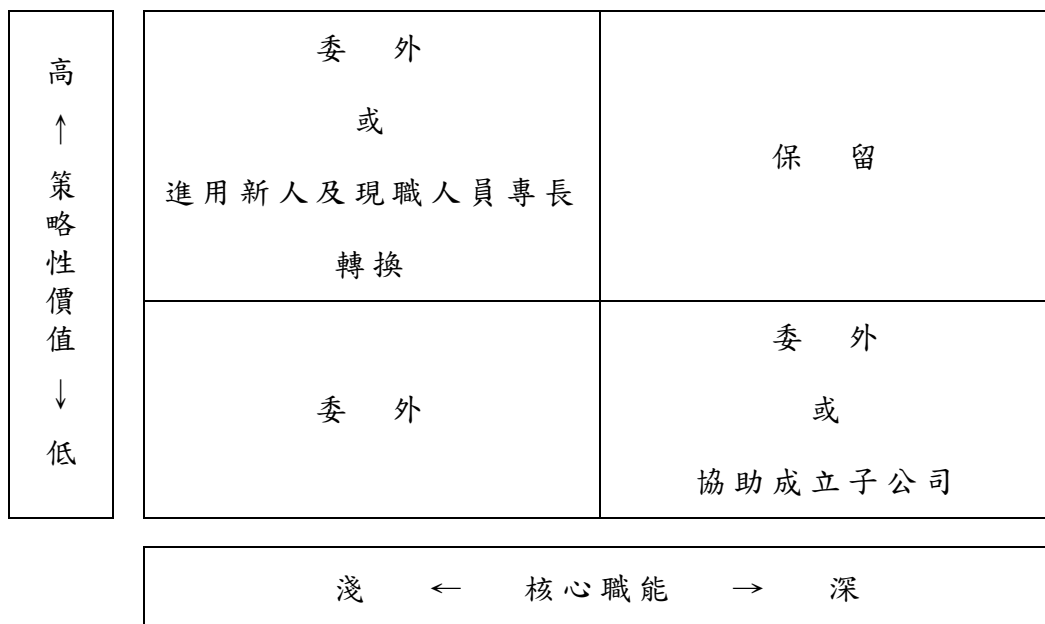 高
↑
策略性價值
↓
低
委 外
或
進用新人及現職人員專長
轉換
保 留
委 外
委 外
或
協助成立子公司
淺 ← 核心職能 → 深